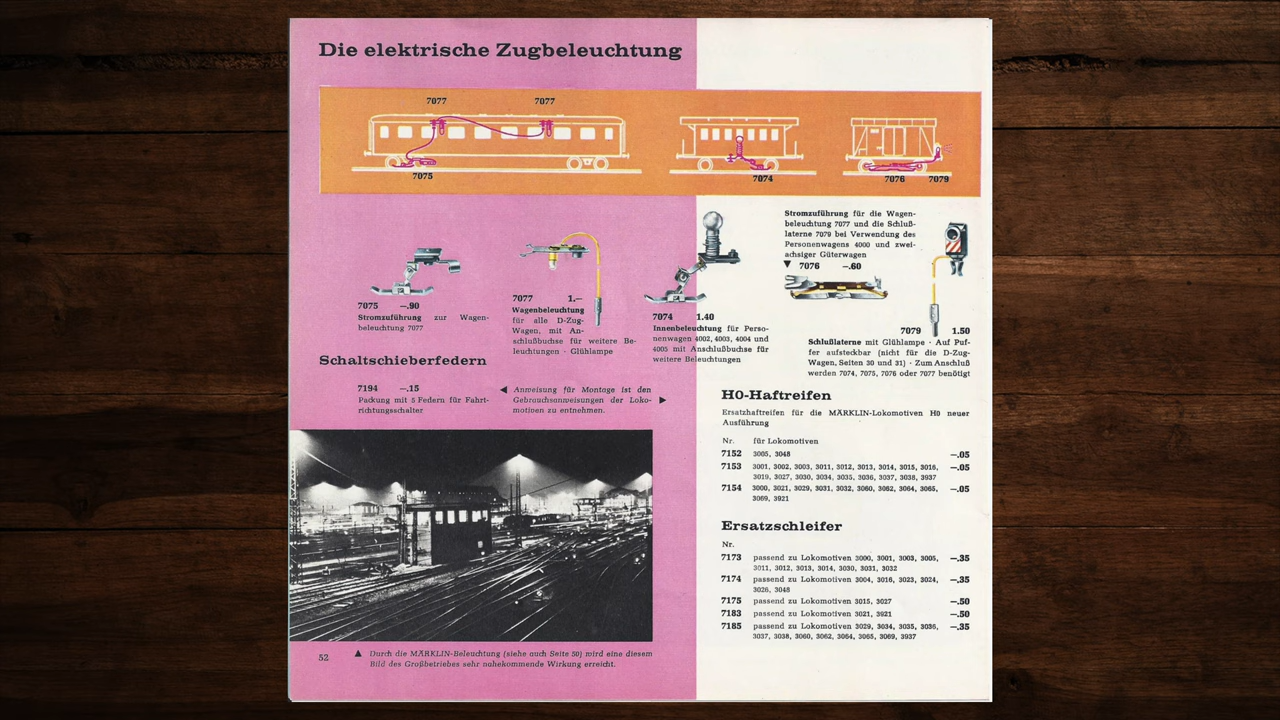 Die elektrische Zugbeleuchtung
7077
7077
7075
7074
7076
7079
7075 —.90
Stromzuführung zur Wagen-
beleuchtung 7077
7077 1.—
Wagenbeleuchtung
für alle D-Zug-
Wagen, mit An-
schlußbuchse für weitere Be-
leuchtungen · Glühlampe
7074 1.40
Innenbeleuchtung für Perso-
nenwagen 4002, 4003, 4004 und
4005 mit Anschlußbuchse für
weitere Beleuchtungen
Stromzuführung für die Wagen-
beleuchtung 7077 und die Schluß-
laterne 7079 bei Verwendung des
Personenwagens 4000 und zwei-
achsiger Güterwagen
▼ 7076 —.60
7079 1.50
Schlußlaterne mit Glühlampe · Auf Puf-
fer aufsteckbar (nicht für die D-Zug-
Wagen, Seiten 30 und 31) · Zum Anschluß
werden 7074, 7075, 7076 oder 7077 benötigt
Schaltschieberfedern
7194 —.15
Packung mit 5 Federn für Fahrt-
richtungsschalter
◀ Anweisung für Montage ist den
Gebrauchsanweisungen der Loko- ▶
motiven zu entnehmen.
H0-Haftreifen
Ersatzhaftreifen für die MÄRKLIN-Lokomotiven H0 neuer
Ausführung
Nr. für Lokomotiven
7152 3005, 3048 —.05
7153 3001, 3002, 3003, 3011, 3012, 3013, 3014, 3015, 3016, —.05
3019, 3027, 3030, 3034, 3035, 3036, 3037, 3038, 3937
7154 3000, 3021, 3029, 3031, 3032, 3060, 3062, 3064, 3065, —.05
3069, 3921
Ersatzschleifer
Nr.
7173 passend zu Lokomotiven 3000, 3001, 3003, 3005, —.35
3011, 3012, 3013, 3014, 3030, 3031, 3032
7174 passend zu Lokomotiven 3004, 3016, 3023, 3024, —.35
3026, 3048
7175 passend zu Lokomotiven 3015, 3027 —.50
7183 passend zu Lokomotiven 3021, 3921 —.50
7185 passend zu Lokomotiven 3029, 3034, 3035, 3036, —.35
3037, 3038, 3060, 3062, 3064, 3065, 3069, 3937
52
▲ Durch die MÄRKLIN-Beleuchtung (siehe auch Seite 50) wird eine diesem
Bild des Großbetriebes sehr nahekommende Wirkung erreicht.